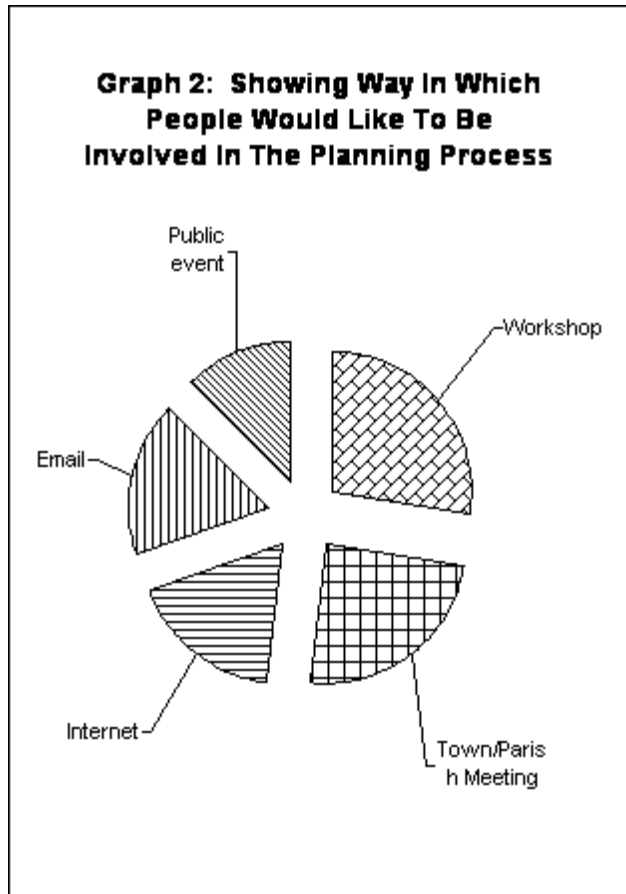 Graph 2: Showing Way In Which
People Would Like To Be
Involved In The Planning Process
Public
event
Workshop
Email
Internet
Town/Paris
h Meeting